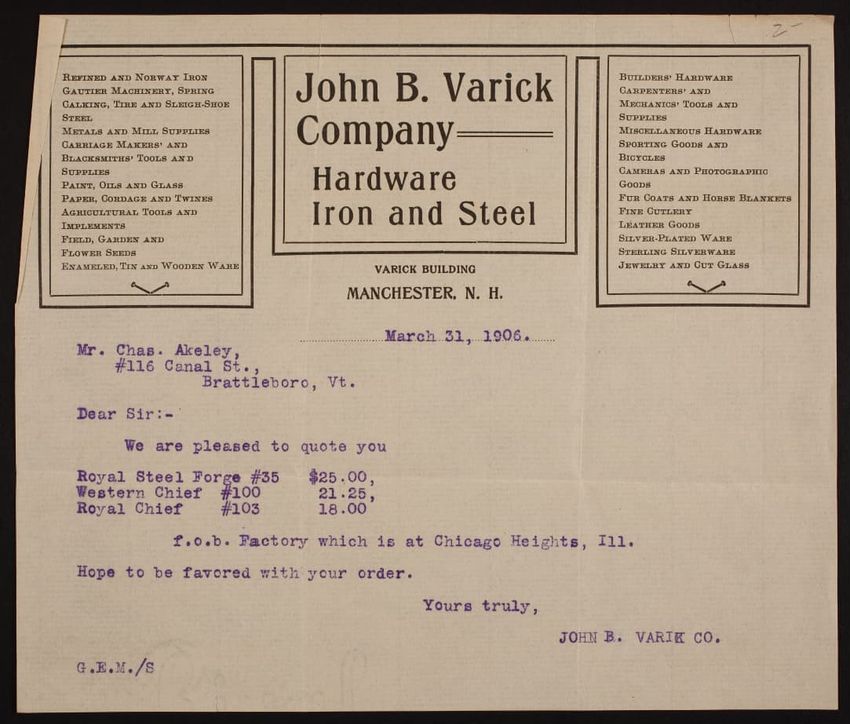 2-
REFINED AND NORWAY IRON
GAUTIER MACHINERY, SPRING
CALKING, TIRE AND SLEIGH-SHOE
STEEL
METALS AND MILL SUPPLIES
CARRIAGE MAKERS' AND
BLACKSMITHS' TOOLS AND
SUPPLIES
PAINT, OILS AND GLASS
PAPER, CORDAGE AND TWINES
AGRICULTURAL TOOLS AND
IMPLEMENTS
FIELD, GARDEN AND
FLOWER SEEDS
ENAMELED, TIN AND WOODEN WARE
John B. Varick
Company
Hardware
Iron and Steel
VARICK BUILDING
MANCHESTER, N. H.
BUILDERS' HARDWARE
CARPENTERS' AND
MECHANICS' TOOLS AND
SUPPLIES
MISCELLANEOUS HARDWARE
SPORTING GOODS AND
BICYCLES
CAMERAS AND PHOTOGRAPHIC
GOODS
FUR COATS AND HORSE BLANKETS
FINE CUTLERY
LEATHER GOODS
SILVER-PLATED WARE
STERLING SILVERWARE
JEWELRY AND CUT GLASS
March 31, 1906.
Mr. Chas. Akeley,
#116 Canal St.,
Brattleboro, Vt.
Dear Sir:-
We are pleased to quote you
Royal Steel Forge #35 $25.00,
Western Chief #100 21.25,
Royal Chief #103 18.00
f.o.b. Factory which is at Chicago Heights, Ill.
Hope to be favored with your order.
Yours truly,
JOHN B. VARIK CO.
G.E.M./S